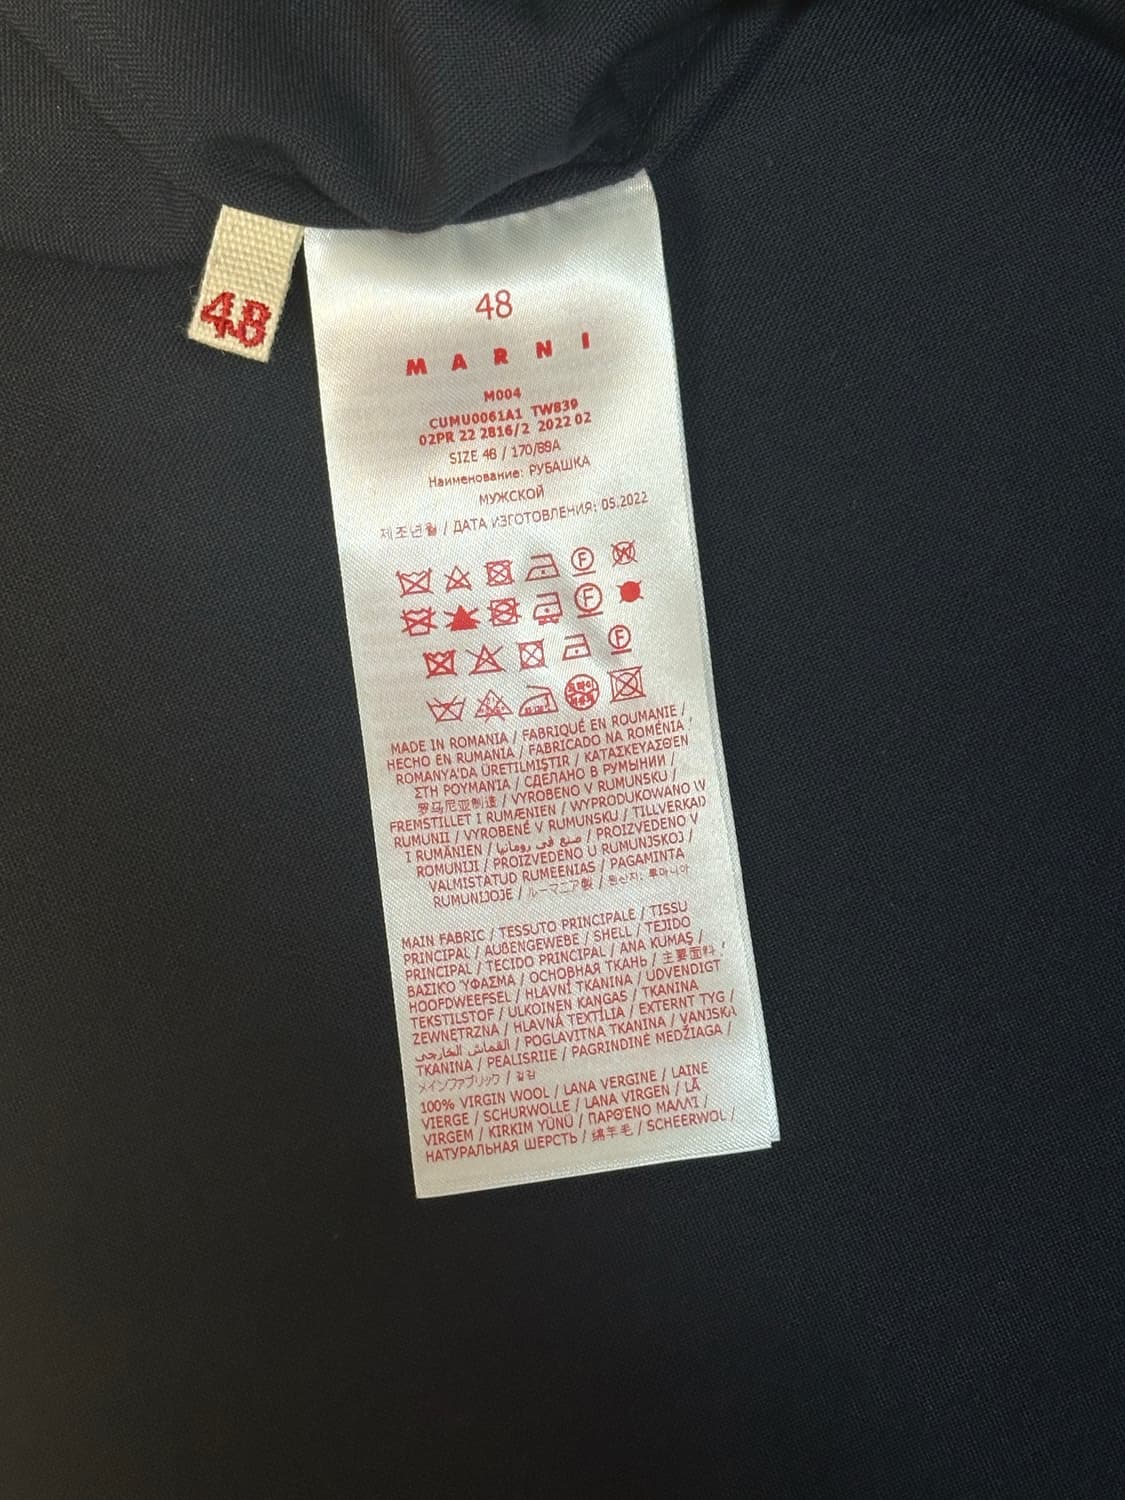 48
48
MARNI
M004
CUMU0061A1 TW839
02PR 22 2816/2 2022 02
SIZE 48 / 170/88A
Наименование: РУБАШКА
МУЖСКОЙ
제조년월 / ДАТА ИЗГОТОВЛЕНИЯ: 05.2022
F
W
F
F
드라이
MADE IN ROMANIA / FABRIQUÉ EN ROUMANIE /
HECHO EN RUMANIA / FABRICADO NA ROMÉNIA /
ROMANYA'DA ÜRETILMIŞTIR / ΚΑΤΑΣΚΕΥΑΣΘΕΝ
ΣΤΗ ΡΟΥΜΑΝΙΑ / СДЕЛАНО В РУМЫНИИ /
罗马尼亚制造 / VYROBENO V RUMUNSKU /
FREMSTILLET I RUMÆNIEN / WYPRODUKOWANO W
RUMUNII / VYROBENÉ V RUMUNSKU / TILLVERKAD
I RUMÄNIEN / صنع في رومانيا / PROIZVEDENO V
ROMUNIJI / PROIZVEDENO U RUMUNJSKOJ /
VALMISTATUD RUMEENIAS / PAGAMINTA
RUMUNIJOJE / ルーマニア製 / 원산지: 루마니아
MAIN FABRIC / TESSUTO PRINCIPALE / TISSU
PRINCIPAL / AUßENGEWEBE / SHELL / TEJIDO
PRINCIPAL / TECIDO PRINCIPAL / ANA KUMAŞ /
ΒΑΣΙΚΟ ΥΦΑΣΜΑ / ОСНОВНАЯ ТКАНЬ / 主要面料 /
HOOFDWEEFSEL / HLAVNÍ TKANINA / UDVENDIGT
TEKSTILSTOF / ULKOINEN KANGAS / TKANINA
ZEWNĘTRZNA / HLAVNÁ TEXTÍLIA / EXTERNT TYG /
القماش الخارجي / POGLAVITNA TKANINA / VANJSKA
TKANINA / PEALISRIIE / PAGRINDINĖ MEDŽIAGA /
メインファブリック / 겉감
100% VIRGIN WOOL / LANA VERGINE / LAINE
VIERGE / SCHURWOLLE / LANA VIRGEN / LÃ
VIRGEM / KIRKIM YÜNÜ / ΠΑΡΘΕΝΟ ΜΑΛΛΙ /
НАТУРАЛЬНАЯ ШЕРСТЬ / 绵羊毛 / SCHEERWOL /